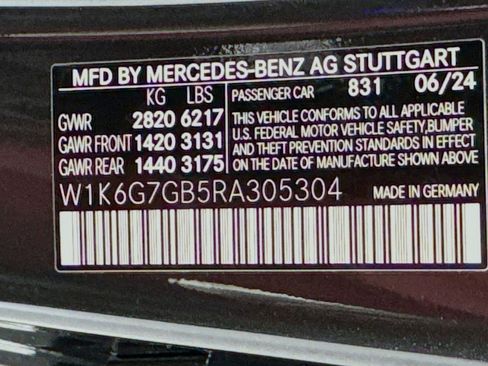 MFD BY MERCEDES-BENZ AG STUTTGART
KG LBS
GVWR 2820 6217
GAWR FRONT 1420 3131
GAWR REAR 1440 3175
PASSENGER CAR 831 06/24
THIS VEHICLE CONFORMS TO ALL APPLICABLE
U.S. FEDERAL MOTOR VEHICLE SAFETY, BUMPER
AND THEFT PREVENTION STANDARDS IN EFFECT
ON THE DATE OF MANUFACTURE SHOWN ABOVE
W1K6G7GB5RA305304 MADE IN GERMANY